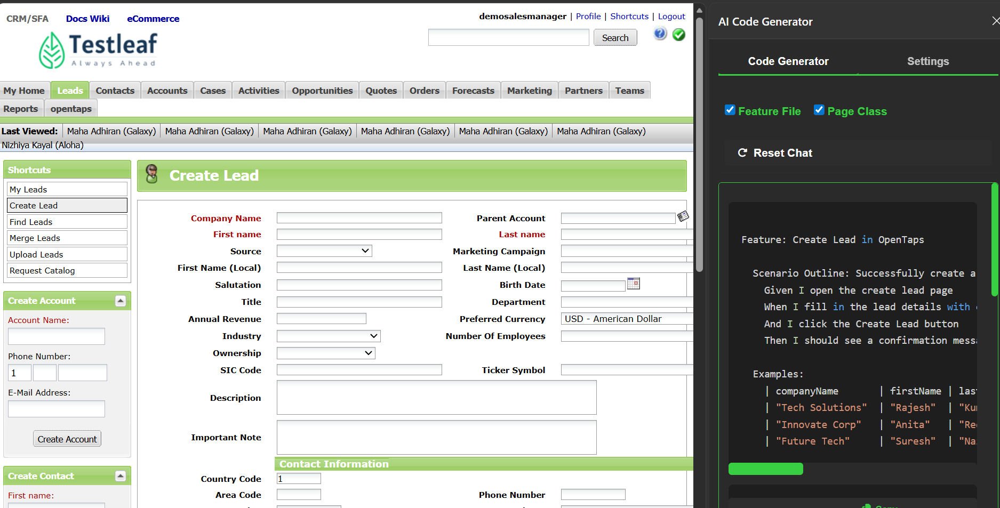 CRM/SFA Docs Wiki eCommerce
demosalesmanager | Profile | Shortcuts | Logout
Search
Testleaf
Always Ahead
My Home Leads Contacts Accounts Cases Activities Opportunities Quotes Orders Forecasts Marketing Partners Teams
Reports opentaps
Last Viewed: Maha Adhiran (Galaxy) Maha Adhiran (Galaxy) Maha Adhiran (Galaxy) Maha Adhiran (Galaxy) Maha Adhiran (Galaxy) Maha Adhiran (Galaxy)
Nizhiya Kayal (Aloha)
Shortcuts
My Leads
Create Lead
Find Leads
Merge Leads
Upload Leads
Request Catalog
Create Account
Account Name:
Phone Number:
1
E-Mail Address:
Create Account
Create Contact
First name:
Create Lead
Company Name Parent Account
First name Last name
Source Marketing Campaign
First Name (Local) Last Name (Local)
Salutation Birth Date
Title Department
Annual Revenue Preferred Currency USD - American Dollar
Industry Number Of Employees
Ownership
SIC Code Ticker Symbol
Description
Important Note
Contact Information
Country Code 1
Area Code Phone Number
AI Code Generator
Code Generator Settings
Feature File Page Class
Reset Chat
Feature: Create Lead in OpenTaps
Scenario Outline: Successfully create a
Given I open the create lead page
When I fill in the lead details with
And I click the Create Lead button
Then I should see a confirmation mess
Examples:
| companyName | firstName | las
| "Tech Solutions" | "Rajesh" | "Ku
| "Innovate Corp" | "Anita" | "Re
| "Future Tech" | "Suresh" | "Na